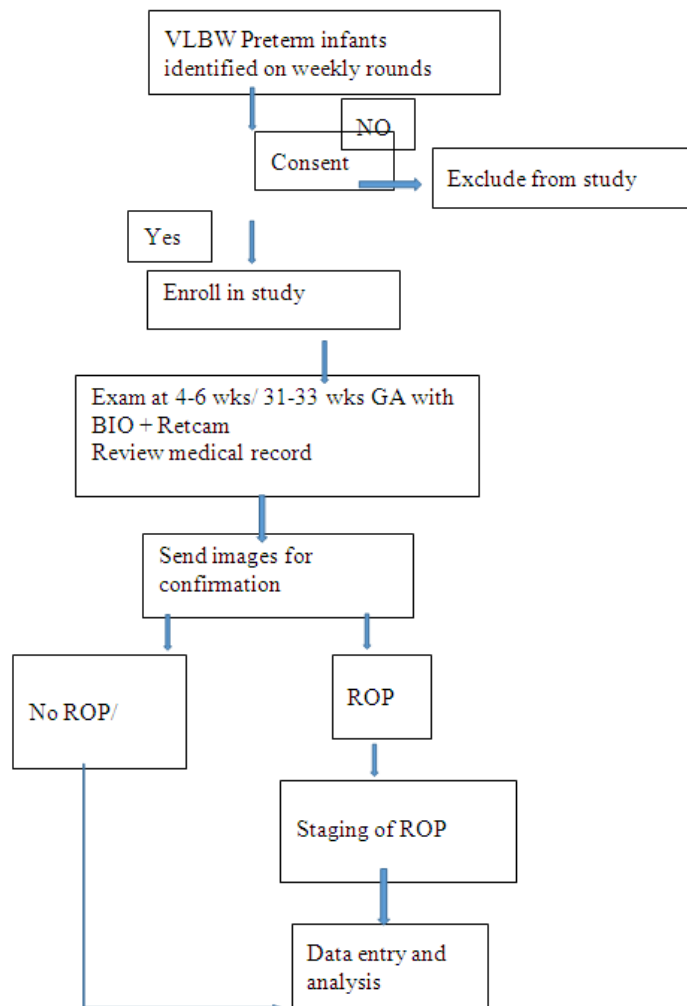 VLBW Preterm infants
identified on weekly rounds
NO
Consent
Exclude from study
Yes
Enroll in study
Exam at 4-6 wks/ 31-33 wks GA with
BIO + Retcam
Review medical record
Send images for
confirmation
No ROP/
ROP
Staging of ROP
Data entry and
analysis